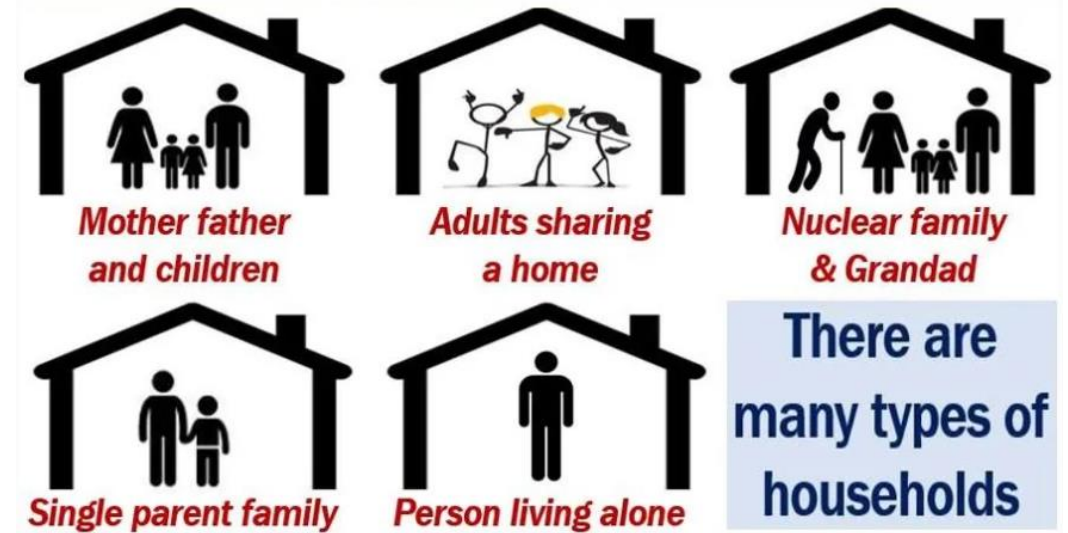 Mother father
and children
Adults sharing
a home
Nuclear family
& Grandad
Single parent family
Person living alone
There are
many types of
households